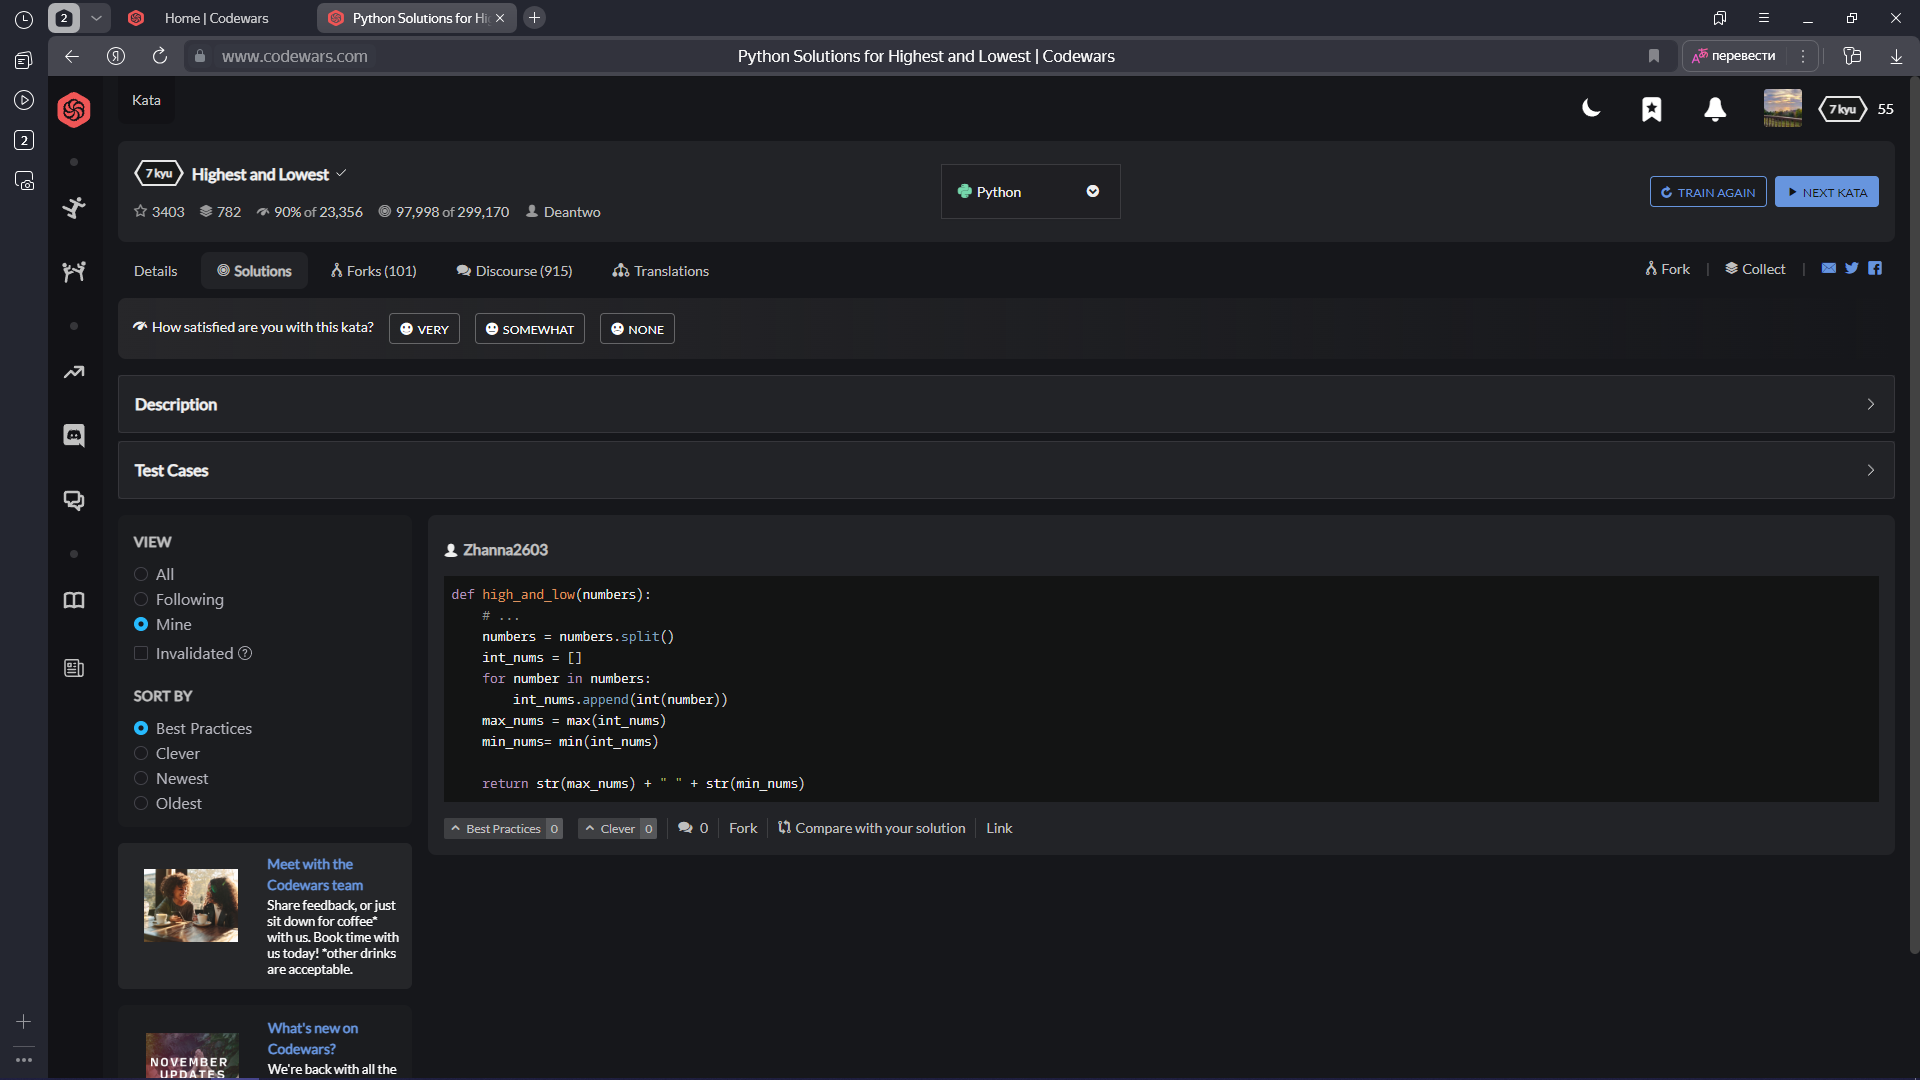 2
Home | Codewars
Python Solutions for Hi
www.codewars.com
Python Solutions for Highest and Lowest | Codewars
перевести
2
Kata
7 kyu
55
7 kyu
Highest and Lowest
3403
782
90% of 23,356
97,998 of 299,170
Deantwo
Python
TRAIN AGAIN
NEXT KATA
Details
Solutions
Forks (101)
Discourse (915)
Translations
Fork
Collect
How satisfied are you with this kata?
VERY
SOMEWHAT
NONE
Description
Test Cases
VIEW
All
Following
Mine
Invalidated
SORT BY
Best Practices
Clever
Newest
Oldest
Meet with the
Codewars team
Share feedback, or just
sit down for coffee*
with us. Book time with
us today! *other drinks
are acceptable.
NOVEMBER
UPDATES
What's new on
Codewars?
We're back with all the
Zhanna2603
def high_and_low(numbers):
    # ...
    numbers = numbers.split()
    int_nums = []
    for number in numbers:
        int_nums.append(int(number))
    max_nums = max(int_nums)
    min_nums= min(int_nums)
    return str(max_nums) + " " + str(min_nums)
Best Practices 0
Clever 0
0
Fork
Compare with your solution
Link